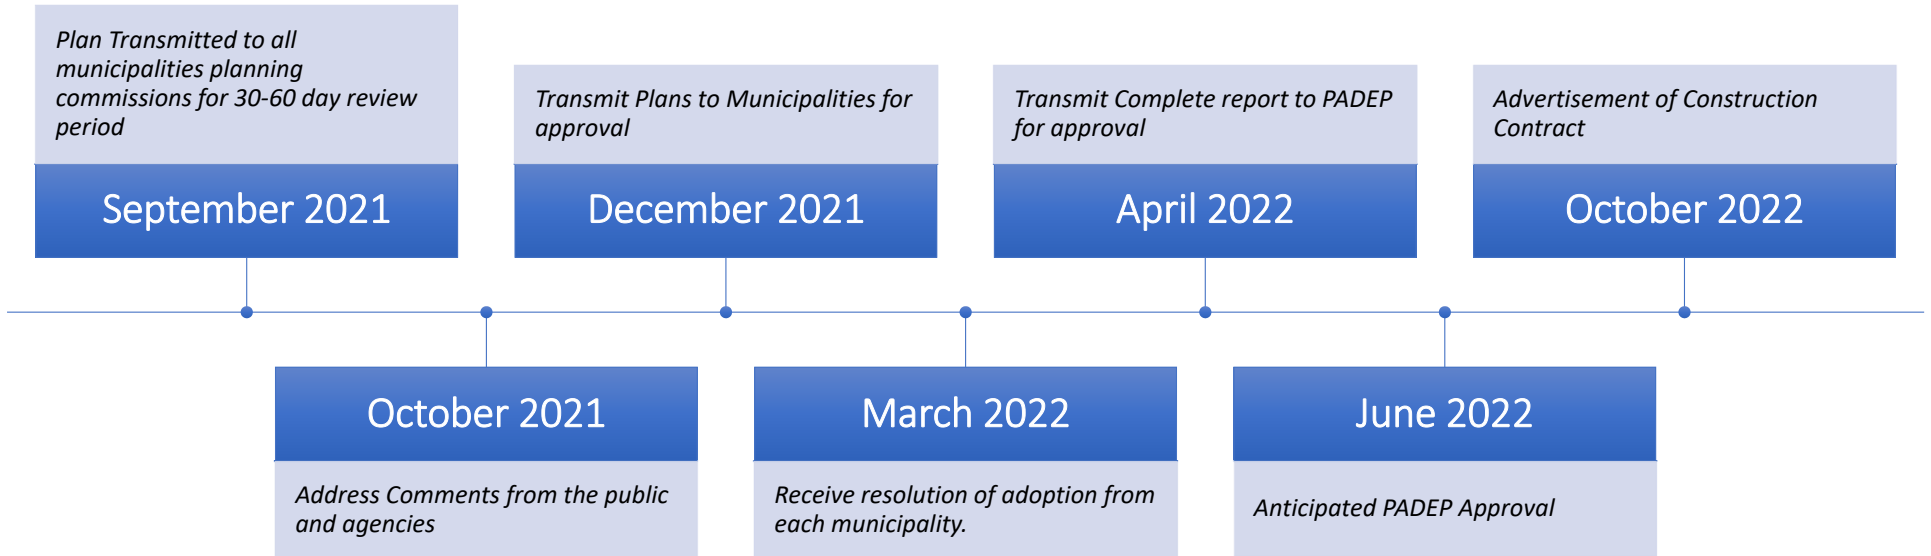 Plan Transmitted to all
municipalities planning
commissions for 30-60 day review
period
September 2021
Address Comments from the public
and agencies
October 2021
Transmit Plans to Municipalities for
approval
December 2021
March 2022
Receive resolution of adoption from
each municipality.
Transmit Complete report to PADEP
for approval
April 2022
June 2022
Anticipated PADEP Approval
Advertisement of Construction
Contract
October 2022